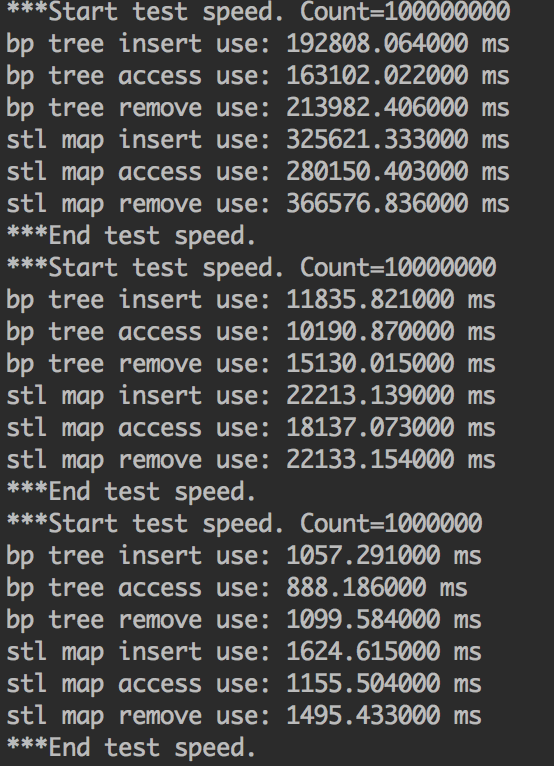 ***Start test speed. Count=100000000
bp tree insert use: 192808.064000 ms
bp tree access use: 163102.022000 ms
bp tree remove use: 213982.406000 ms
stl map insert use: 325621.333000 ms
stl map access use: 280150.403000 ms
stl map remove use: 366576.836000 ms
***End test speed.
***Start test speed. Count=10000000
bp tree insert use: 11835.821000 ms
bp tree access use: 10190.870000 ms
bp tree remove use: 15130.015000 ms
stl map insert use: 22213.139000 ms
stl map access use: 18137.073000 ms
stl map remove use: 22133.154000 ms
***End test speed.
***Start test speed. Count=1000000
bp tree insert use: 1057.291000 ms
bp tree access use: 888.186000 ms
bp tree remove use: 1099.584000 ms
stl map insert use: 1624.615000 ms
stl map access use: 1155.504000 ms
stl map remove use: 1495.433000 ms
***End test speed.